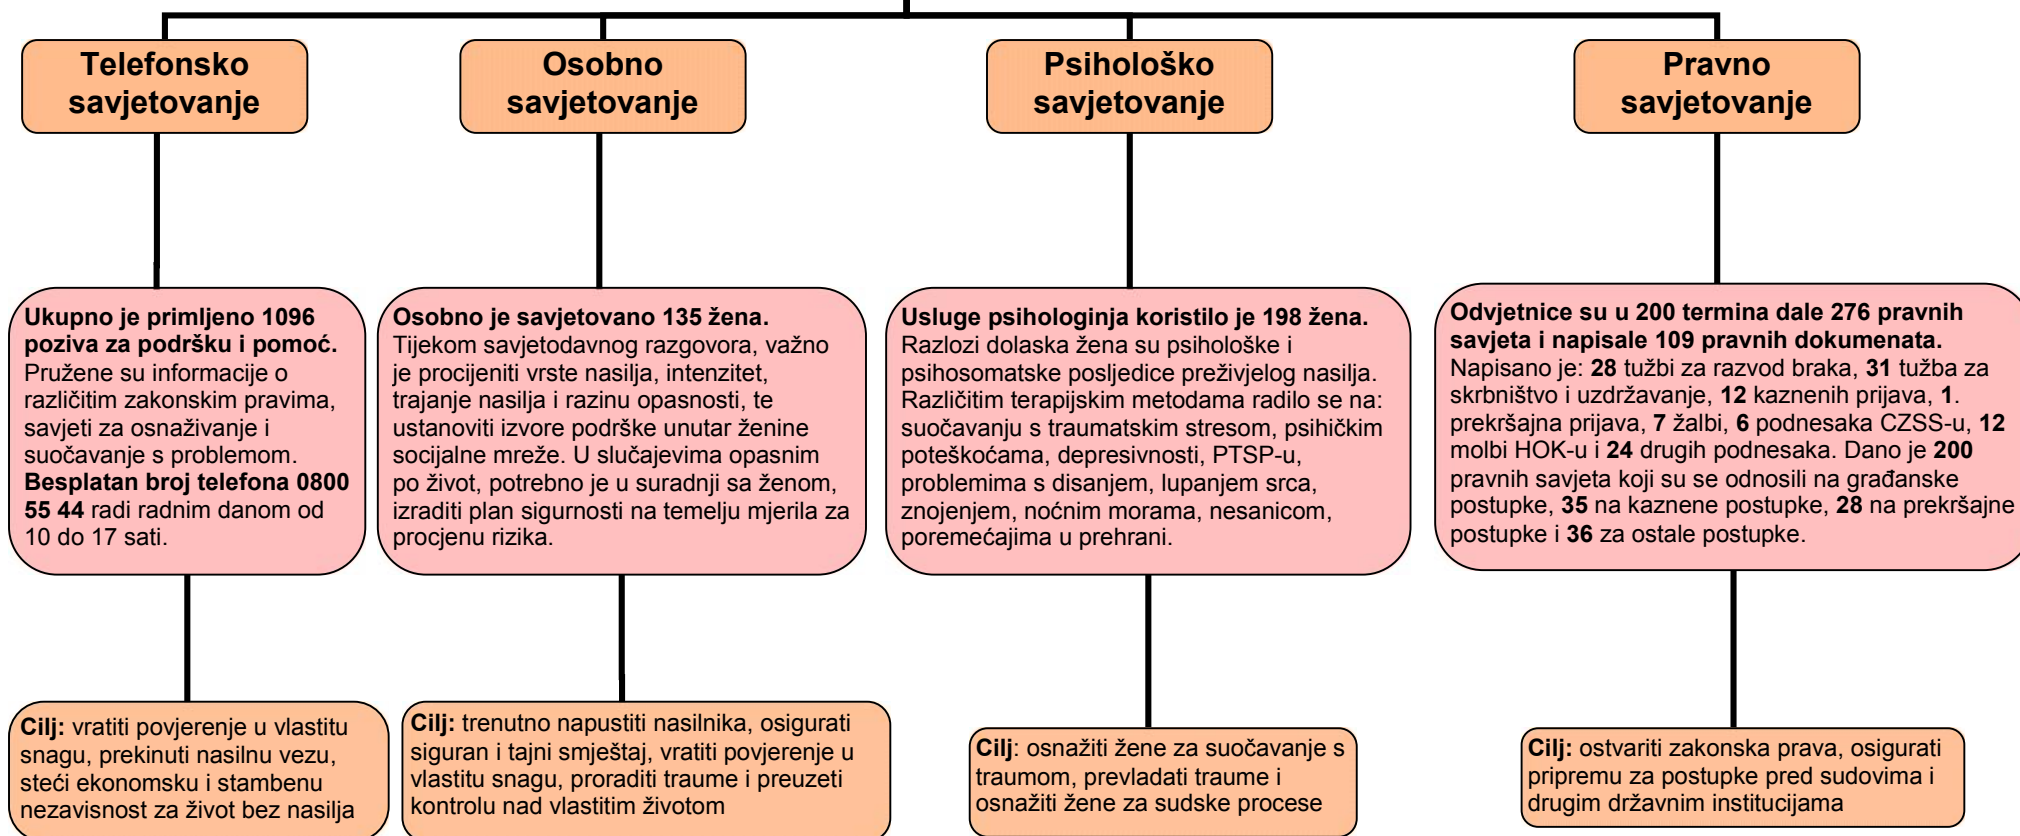 Telefonsko
savjetovanje
Osobno
savjetovanje
Psihološko
savjetovanje
Pravno
savjetovanje
Ukupno je primljeno 1096
poziva za podršku i pomoć.
Pružene su informacije o
različitim zakonskim pravima,
savjeti za osnaživanje i
suočavanje s problemom.
Besplatan broj telefona 0800
55 44 radi radnim danom od
10 do 17 sati.
Osobno je savjetovano 135 žena.
Tijekom savjetodavnog razgovora, važno
je procijeniti vrste nasilja, intenzitet,
trajanje nasilja i razinu opasnosti, te
ustanoviti izvore podrške unutar ženine
socijalne mreže. U slučajevima opasnim
po život, potrebno je u suradnji sa ženom,
izraditi plan sigurnosti na temelju mjerila za
procjenu rizika.
Usluge psihologinja koristilo je 198 žena.
Razlozi dolaska žena su psihološke i
psihosomatske posljedice preživjelog nasilja.
Različitim terapijskim metodama radilo se na:
suočavanju s traumatskim stresom, psihičkim
poteškoćama, depresivnosti, PTSP-u,
problemima s disanjem, lupanjem srca,
znojenjem, noćnim morama, nesanicom,
poremećajima u prehrani.
Odvjetnice su u 200 termina dale 276 pravnih
savjeta i napisale 109 pravnih dokumenata.
Napisano je: 28 tužbi za razvod braka, 31 tužba za
skrbništvo i uzdržavanje, 12 kaznenih prijava, 1.
prekršajna prijava, 7 žalbi, 6 podnesaka CZSS-u, 12
molbi HOK-u i 24 drugih podnesaka. Dano je 200
pravnih savjeta koji su se odnosili na građanske
postupke, 35 na kaznene postupke, 28 na prekršajne
postupke i 36 za ostale postupke.
Cilj: vratiti povjerenje u vlastitu
snagu, prekinuti nasilnu vezu,
steći ekonomsku i stambenu
nezavisnost za život bez nasilja
Cilj: trenutno napustiti nasilnika, osigurati
siguran i tajni smještaj, vratiti povjerenje u
vlastitu snagu, proraditi traume i preuzeti
kontrolu nad vlastitim životom
Cilj: osnažiti žene za suočavanje s
traumom, prevladati traume i
osnažiti žene za sudske procese
Cilj: ostvariti zakonska prava, osigurati
pripremu za postupke pred sudovima i
drugim državnim institucijama